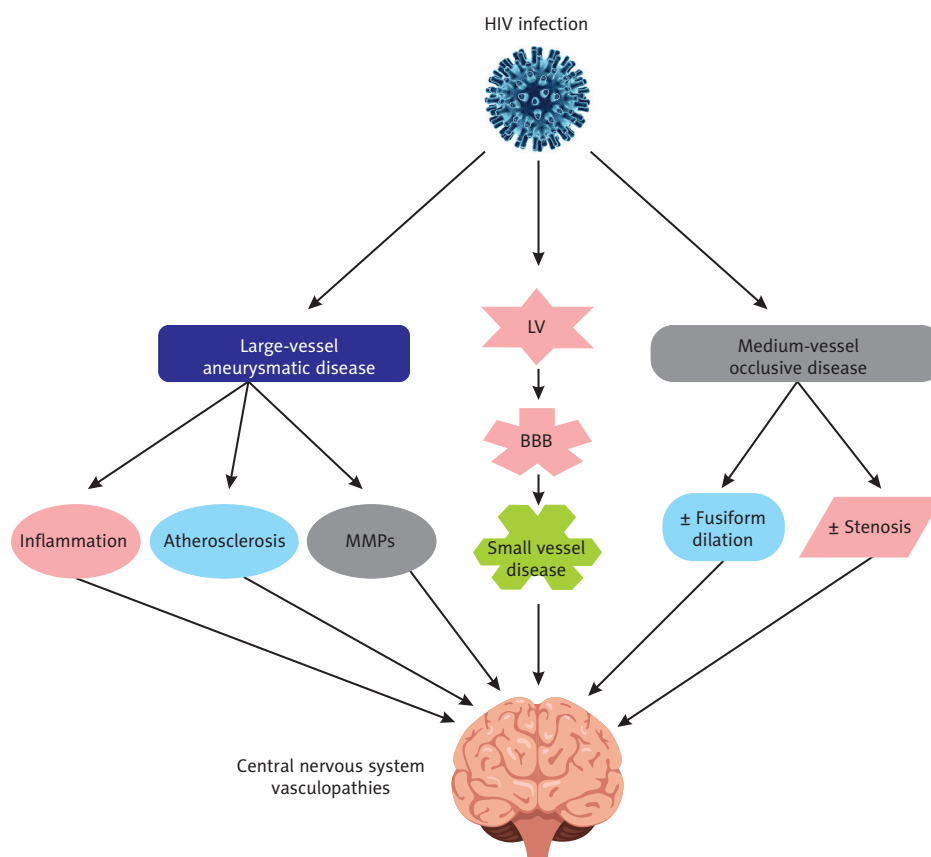 HIV infection
Large-vessel
aneurysmatic disease
LV
Medium-vessel
occlusive disease
BBB
Inflammation
Atherosclerosis
MMPs
Small vessel
disease
± Fusiform
dilation
± Stenosis
Central nervous system
vasculopathies